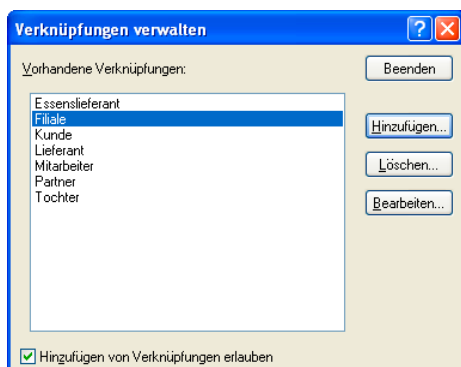 Verknüpfungen verwalten
Vorhandene Verknüpfungen:
Beenden
Essenslieferant
Filiale
Kunde
Lieferant
Mitarbeiter
Partner
Tochter
Hinzufügen...
Löschen...
Bearbeiten...
Hinzufügen von Verknüpfungen erlauben